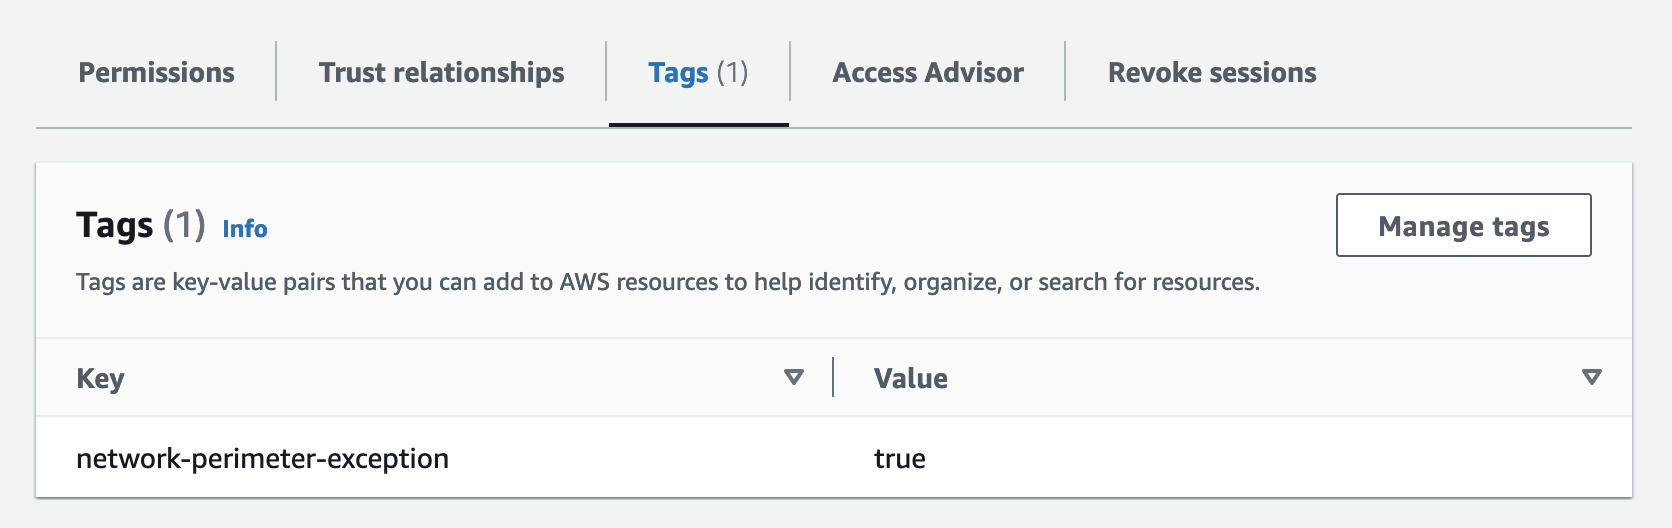 Permissions Trust relationships Tags (1) Access Advisor Revoke sessions
Tags (1) Info
Manage tags
Tags are key-value pairs that you can add to AWS resources to help identify, organize, or search for resources.
Key Value
network-perimeter-exception true